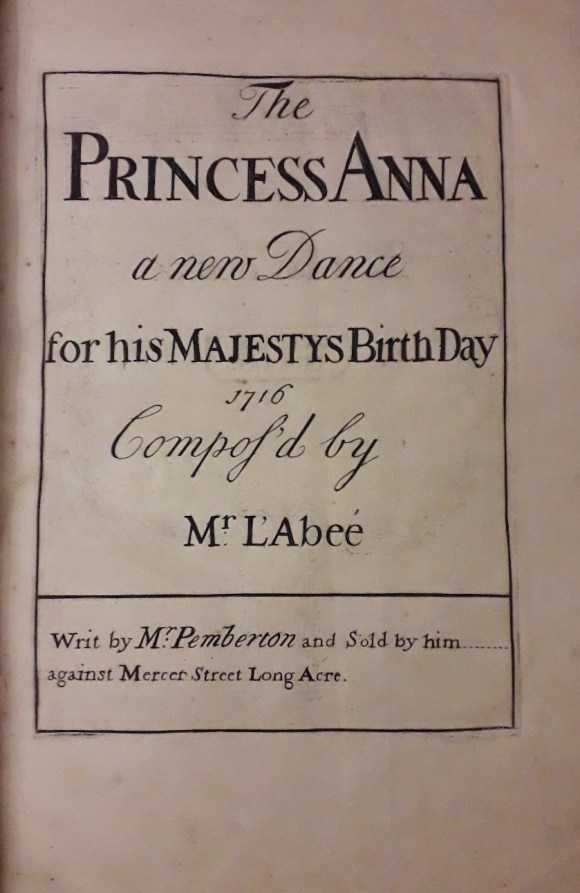 The
PRINCESS ANNA
a new Dance
for his MAJESTYS Birth Day
1716
Compoſ'd by
Mr. L'Abeé
Writ by Mr. Pemberton and Sold by him........
against Mercer Street Long Acre.